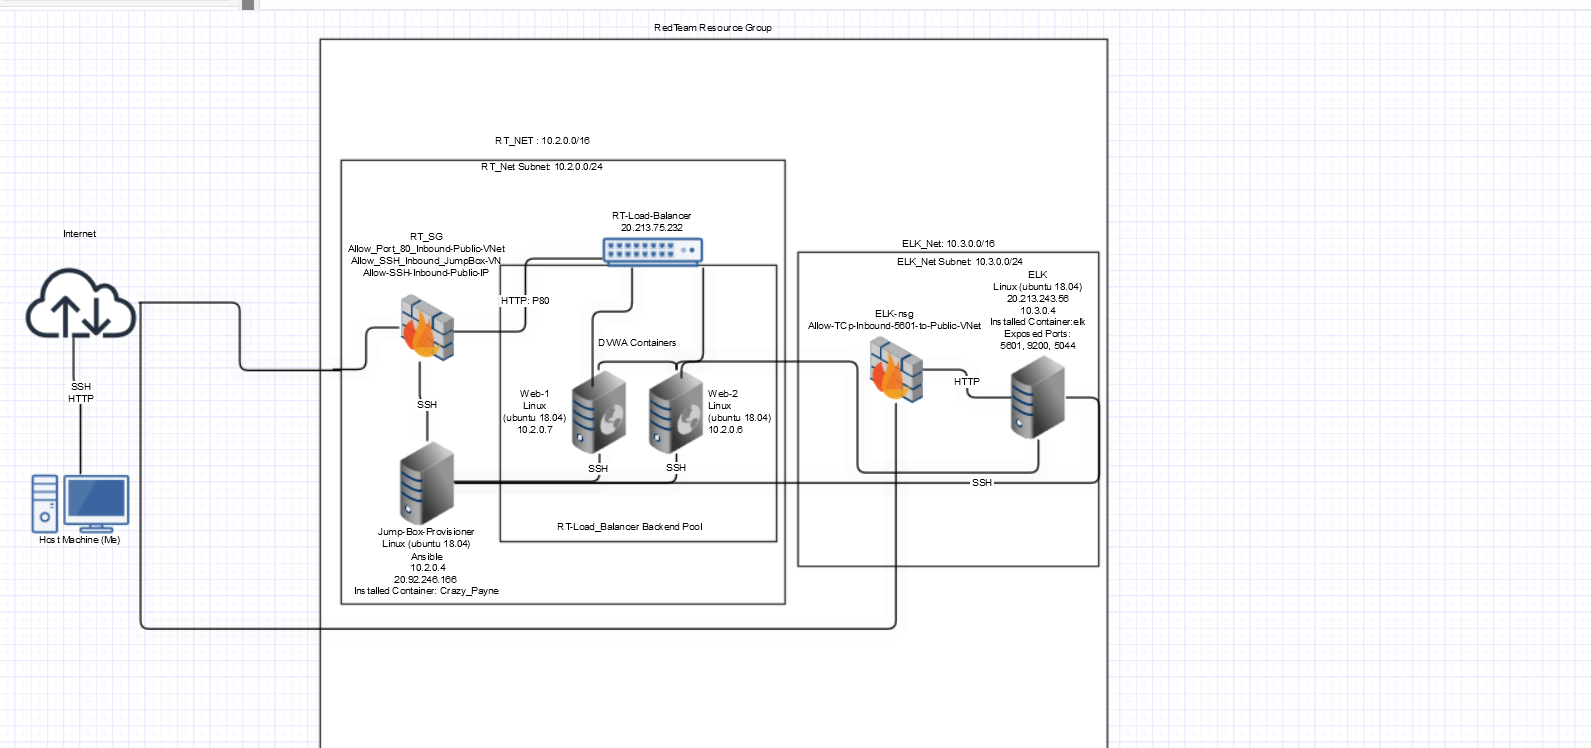 RedTeam Resource Group
RT_NET : 10.2.0.0/16
RT_Net Subnet: 10.2.0.0/24
Internet
RT_SG
Allow_Port_80_Inbound-Public-VNet
Allow_SSH_Inbound_JumpBox-VN
Allow-SSH-Inbound-Public-IP
RT-Load-Balancer
20.213.75.232
HTTP: P80
DVWA Containers
SSH
HTTP
SSH
Web-1
Linux
(ubuntu 18.04)
10.2.0.7
Web-2
Linux
(ubuntu 18.04)
10.2.0.6
SSH
SSH
RT-Load_Balancer Backend Pool
Host Machine (Me)
Jump-Box-Provisioner
Linux (ubuntu 18.04)
Ansible
10.2.0.4
20.92.246.166
Installed Container: Crazy_Payne
ELK_Net: 10.3.0.0/16
ELK_Net Subnet: 10.3.0.0/24
ELK
Linux (ubuntu 18.04)
20.213.243.56
10.3.0.4
Installed Container:elk
Exposed Ports:
5601, 9200, 5044
ELK-nsg
Allow-TCp-Inbound-5601-to-Public-VNet
HTTP
SSH